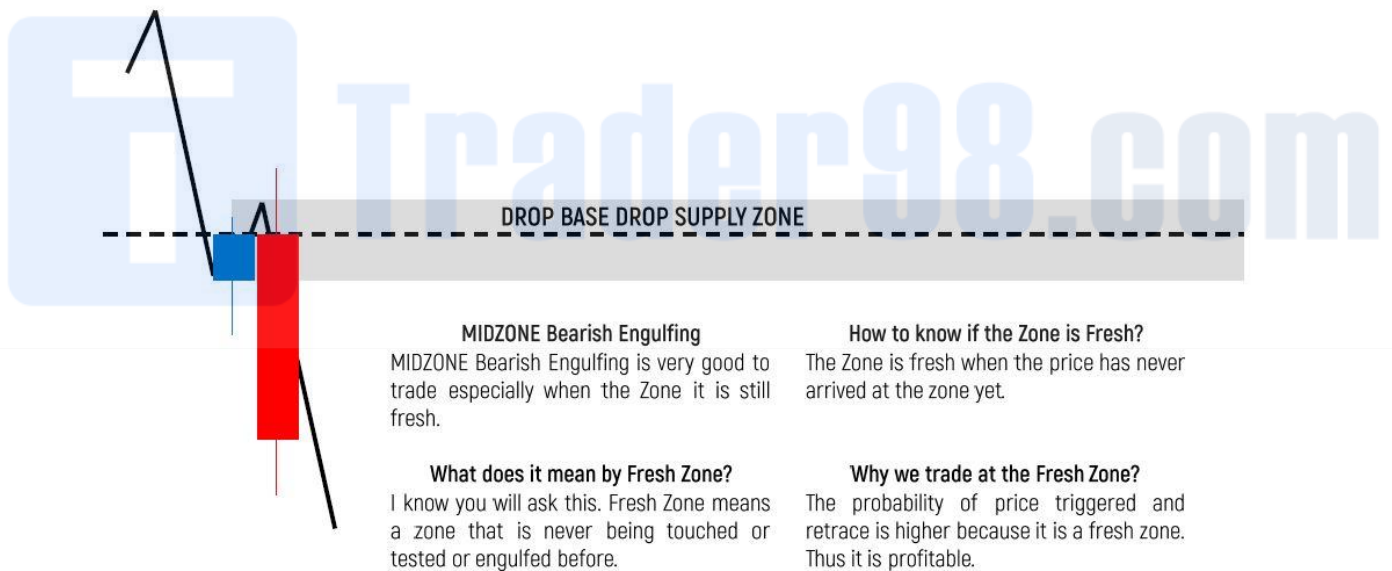 Trader98.com
DROP BASE DROP SUPPLY ZONE
MIDZONE Bearish Engulfing
MIDZONE Bearish Engulfing is very good to
trade especially when the Zone it is still
fresh.
How to know if the Zone is Fresh?
The Zone is fresh when the price has never
arrived at the zone yet.
What does it mean by Fresh Zone?
I know you will ask this. Fresh Zone means
a zone that is never being touched or
tested or engulfed before.
Why we trade at the Fresh Zone?
The probability of price triggered and
retrace is higher because it is a fresh zone.
Thus it is profitable.